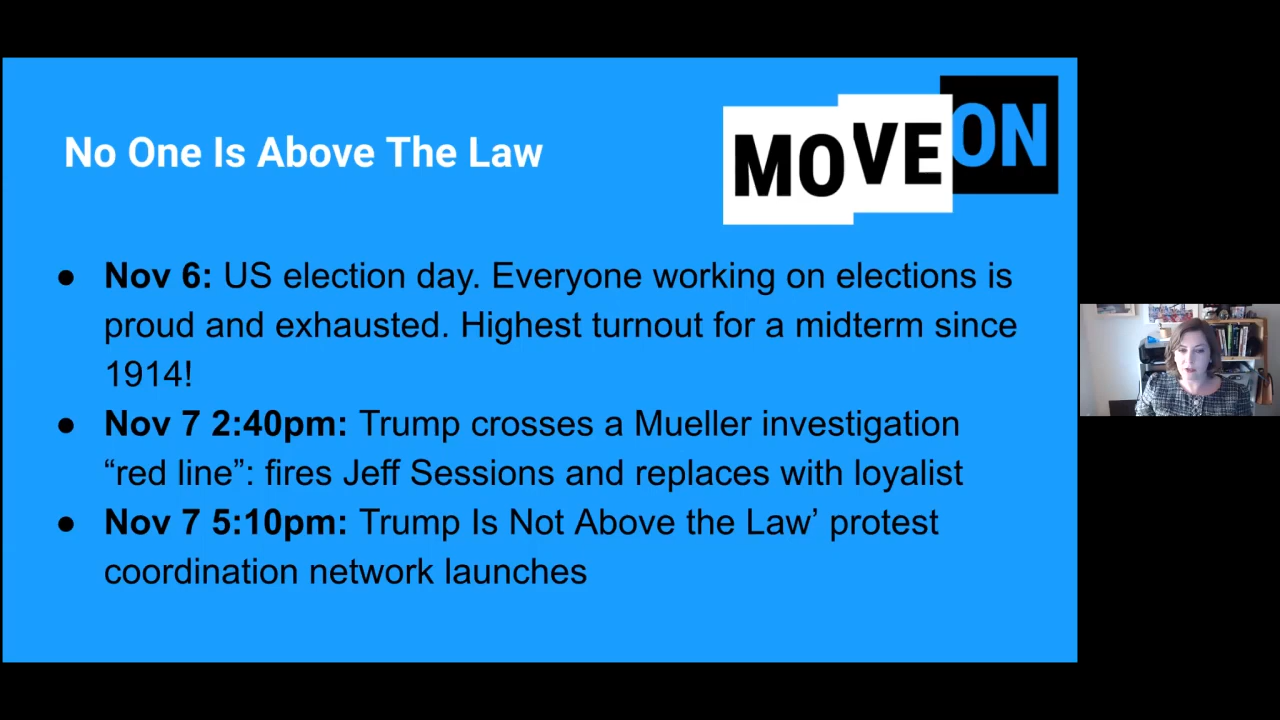 No One Is Above The Law
MOVEON
● Nov 6: US election day. Everyone working on elections is
proud and exhausted. Highest turnout for a midterm since
1914!
● Nov 7 2:40pm: Trump crosses a Mueller investigation
“red line”: fires Jeff Sessions and replaces with loyalist
● Nov 7 5:10pm: Trump Is Not Above the Law’ protest
coordination network launches